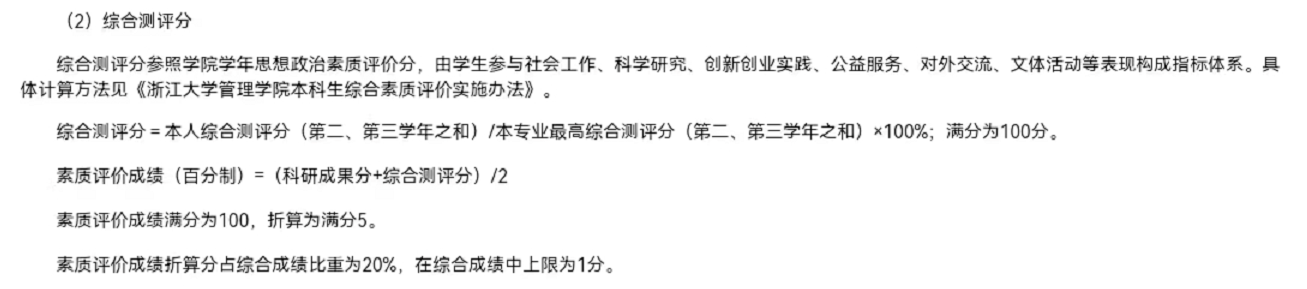 （2）综合测评分
综合测评分参照学院学年思想政治素质评价分，由学生参与社会工作、科学研究、创新创业实践、公益服务、对外交流、文体活动等表现构成指标体系。具
体计算方法见《浙江大学管理学院本科生综合素质评价实施办法》。
综合测评分＝本人综合测评分（第二、第三学年之和）/本专业最高综合测评分（第二、第三学年之和）×100%；满分为100分。
素质评价成绩（百分制）＝（科研成果分+综合测评分）/2
素质评价成绩满分为100，折算为满分5。
素质评价成绩折算分占综合成绩比重为20%，在综合成绩中上限为1分。